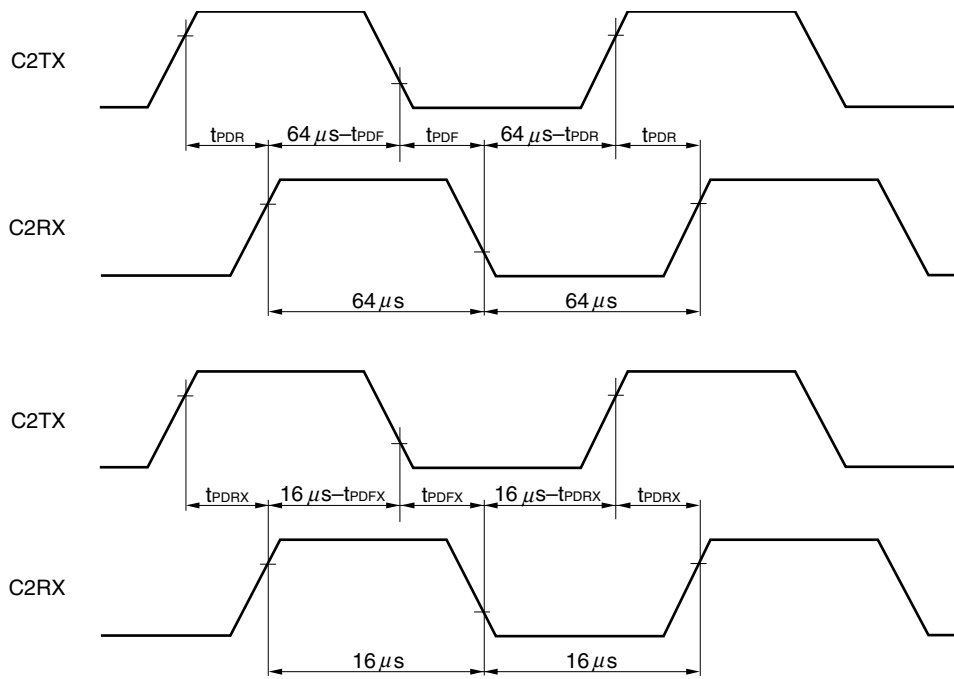 C2TX
tPDR 64 μs–tPDF tPDF 64 μs–tPDR tPDR
C2RX
64 μs 64 μs
C2TX
tPDRX 16 μs–tPDFX tPDFX 16 μs–tPDRX tPDRX
C2RX
16 μs 16 μs